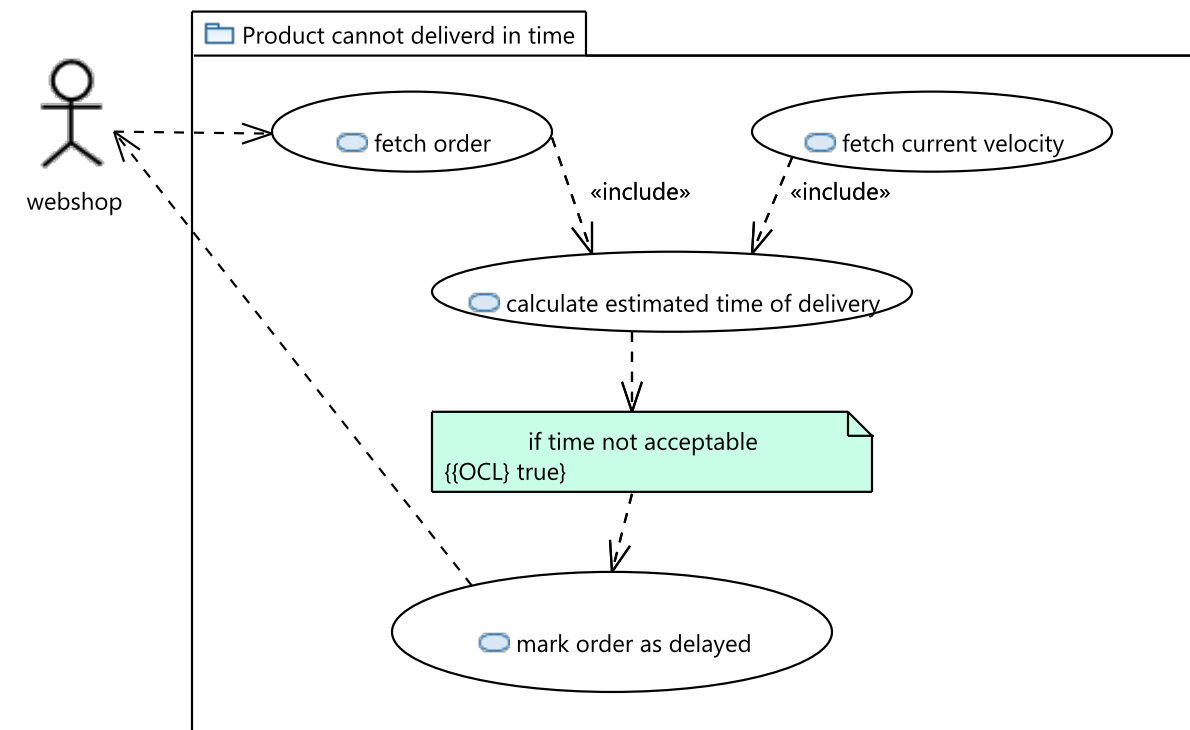 Product cannot deliverd in time
webshop
fetch order
fetch current velocity
«include»
«include»
calculate estimated time of delivery
if time not acceptable
{{OCL} true}
mark order as delayed